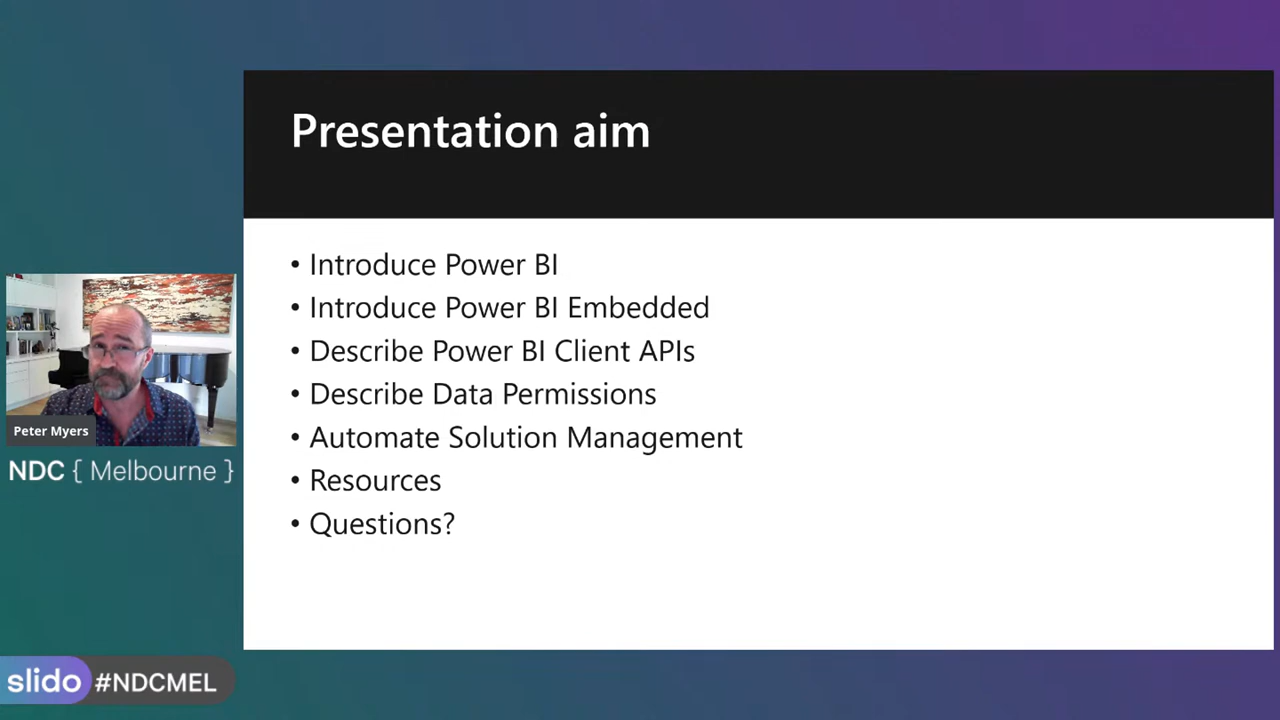 Presentation aim
• Introduce Power BI
• Introduce Power BI Embedded
• Describe Power BI Client APIs
• Describe Data Permissions
• Automate Solution Management
• Resources
• Questions?
Peter Myers
NDC { Melbourne }
slido #NDCMEL